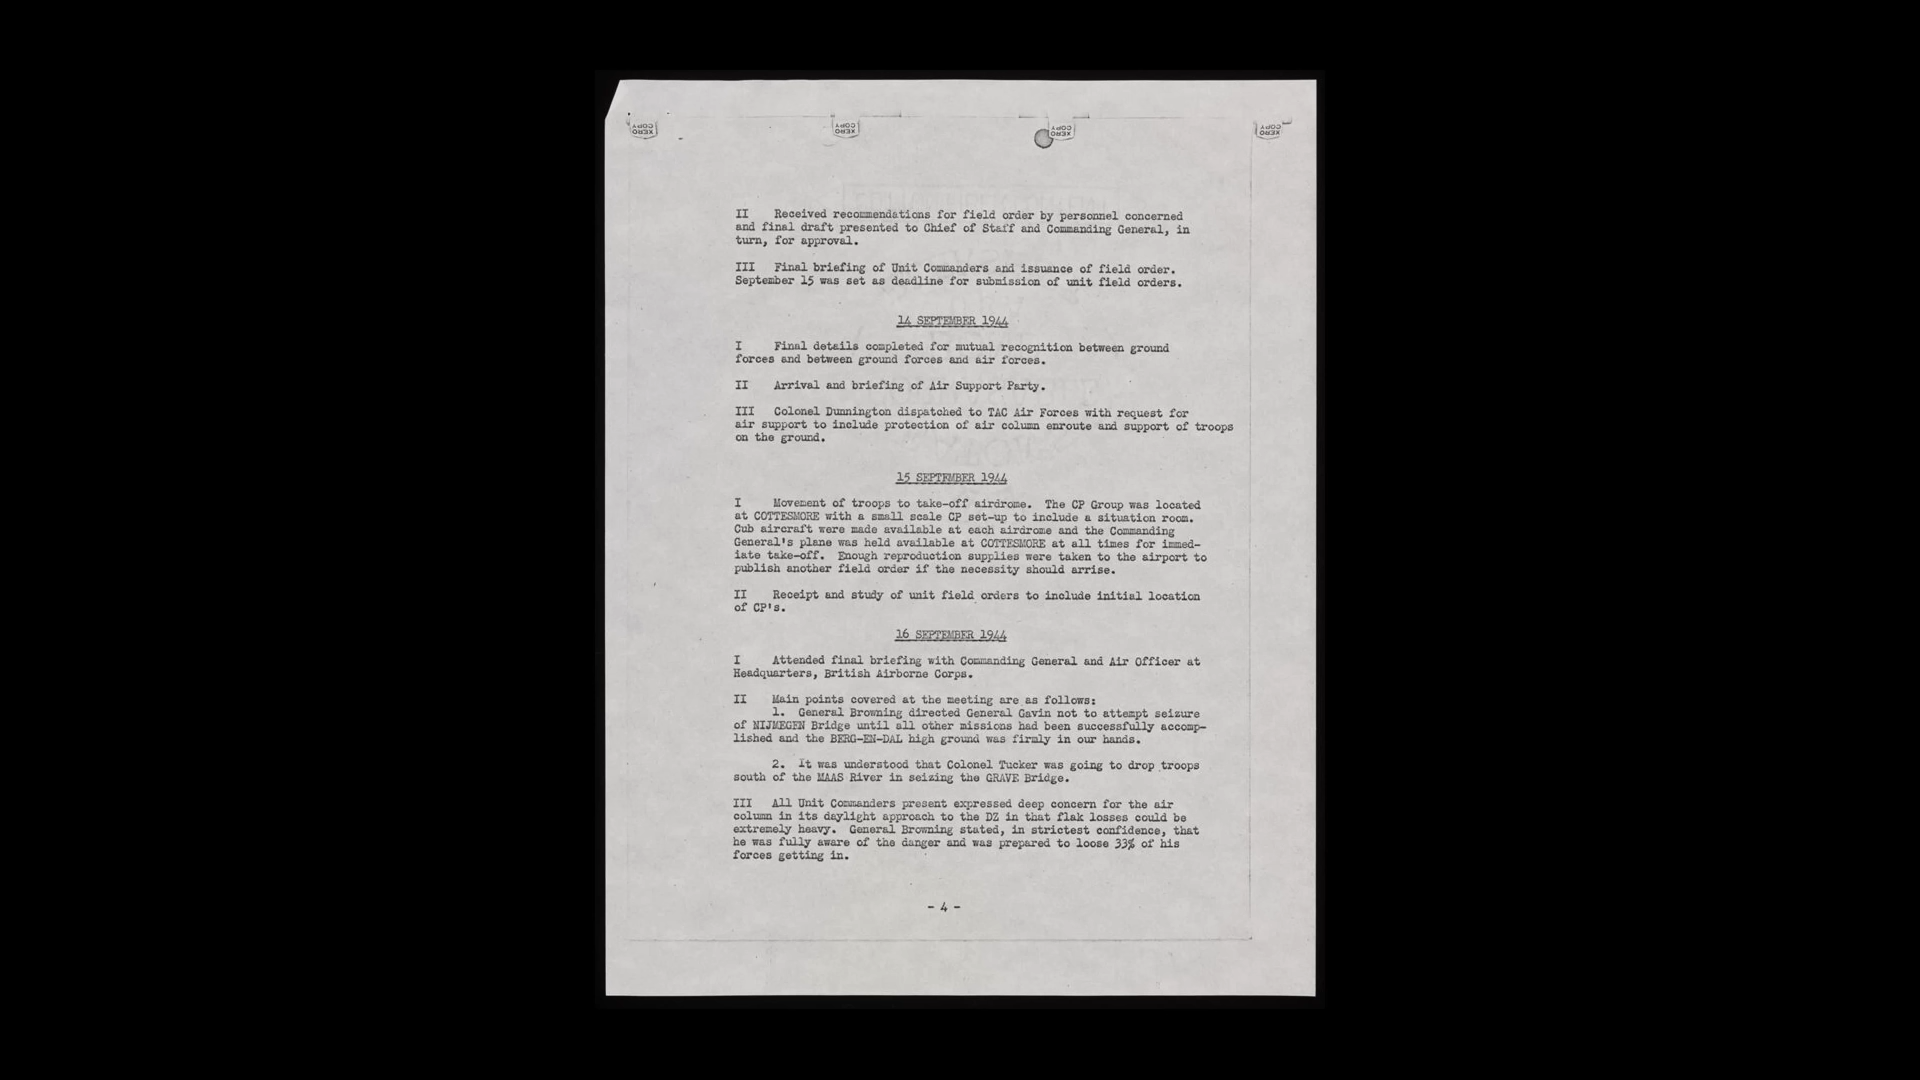 XERO COPY
XERO COPY
XERO COPY
XERO COPY
II Received recommendations for field order by personnel concerned
and final draft presented to Chief of Staff and Commanding General, in
turn, for approval.
III Final briefing of Unit Commanders and issuance of field order.
September 15 was set as deadline for submission of unit field orders.
14 SEPTEMBER 1944
I Final details completed for mutual recognition between ground
forces and between ground forces and air forces.
II Arrival and briefing of Air Support Party.
III Colonel Dunnington dispatched to TAC Air Forces with request for
air support to include protection of air column enroute and support of troops
on the ground.
15 SEPTEMBER 1944
I Movement of troops to take-off airdrome. The CP Group was located
at COTTESMORE with a small scale CP set-up to include a situation room.
Cub aircraft were made available at each airdrome and the Commanding
General's plane was held available at COTTESMORE at all times for immed-
iate take-off. Enough reproduction supplies were taken to the airport to
publish another field order if the necessity should arrise.
II Receipt and study of unit field orders to include initial location
of CP's.
16 SEPTEMBER 1944
I Attended final briefing with Commanding General and Air Officer at
Headquarters, British Airborne Corps.
II Main points covered at the meeting are as follows:
1. General Browning directed General Gavin not to attempt seizure
of NIJMEGEN Bridge until all other missions had been successfully accomp-
lished and the BERG-EN-DAL high ground was firmly in our hands.
2. It was understood that Colonel Tucker was going to drop troops
south of the MAAS River in seizing the GRAVE Bridge.
III All Unit Commanders present expressed deep concern for the air
column in its daylight approach to the DZ in that flak losses could be
extremely heavy. General Browning stated, in strictest confidence, that
he was fully aware of the danger and was prepared to loose 33% of his
forces getting in.
- 4 -